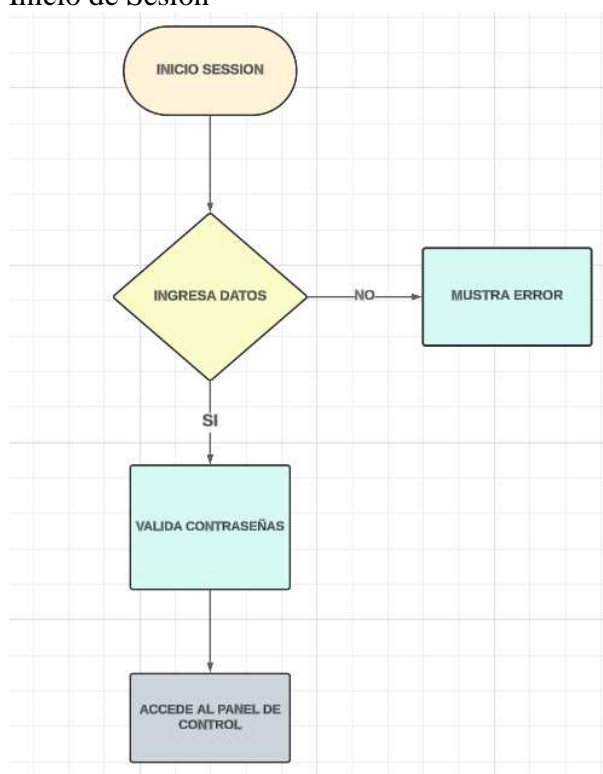 Inicio de Sesión
INICIO SESSION
INGRESA DATOS
NO
MUSTRA ERROR
SI
VALIDA CONTRASEÑAS
ACCEDE AL PANEL DE
CONTROL